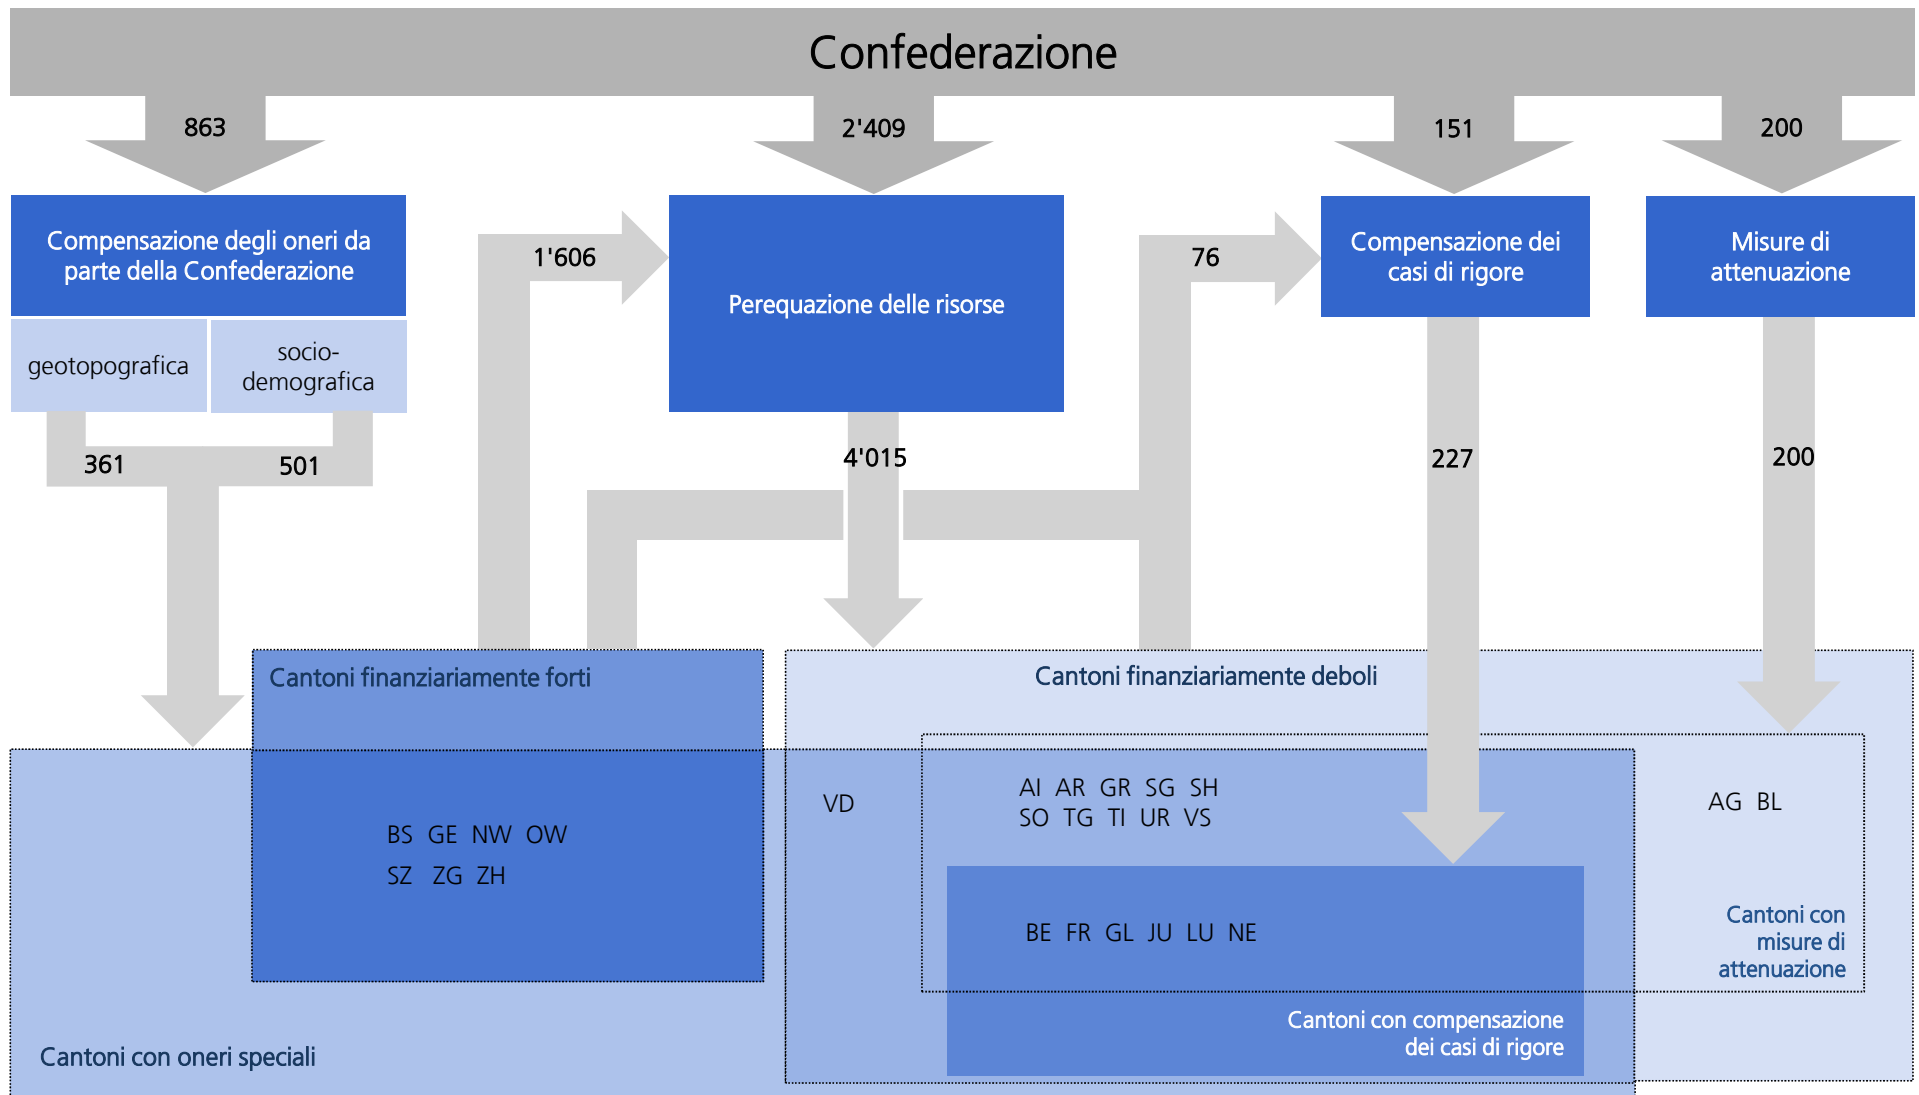 Confederazione
863
2'409
151
200
Compensazione degli oneri da
parte della Confederazione
geotopografica
socio-
demografica
361
501
1'606
Perequazione delle risorse
4'015
76
Compensazione dei
casi di rigore
227
Misure di
attenuazione
200
Cantoni finanziariamente forti
Cantoni finanziariamente deboli
BS GE NW OW
SZ ZG ZH
VD
AI AR GR SG SH
SO TG TI UR VS
AG BL
BE FR GL JU LU NE
Cantoni con
misure di
attenuazione
Cantoni con compensazione
dei casi di rigore
Cantoni con oneri speciali